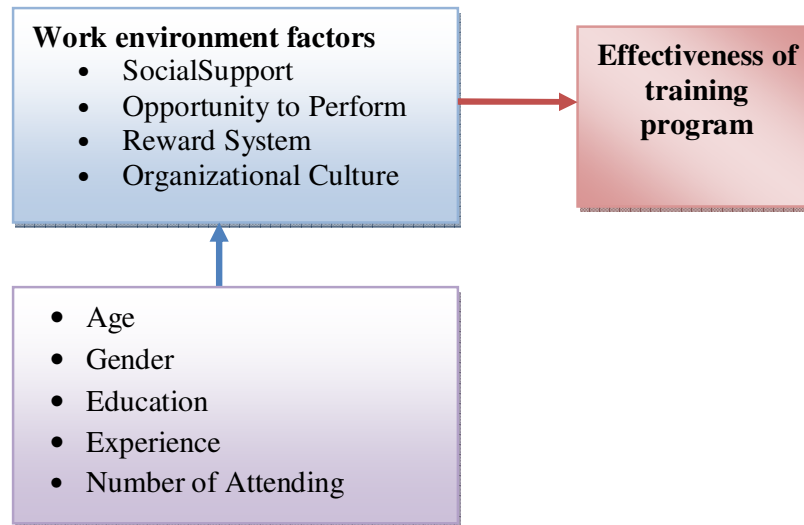 Work environment factors
• SocialSupport
• Opportunity to Perform
• Reward System
• Organizational Culture
Effectiveness of
training
program
• Age
• Gender
• Education
• Experience
• Number of Attending